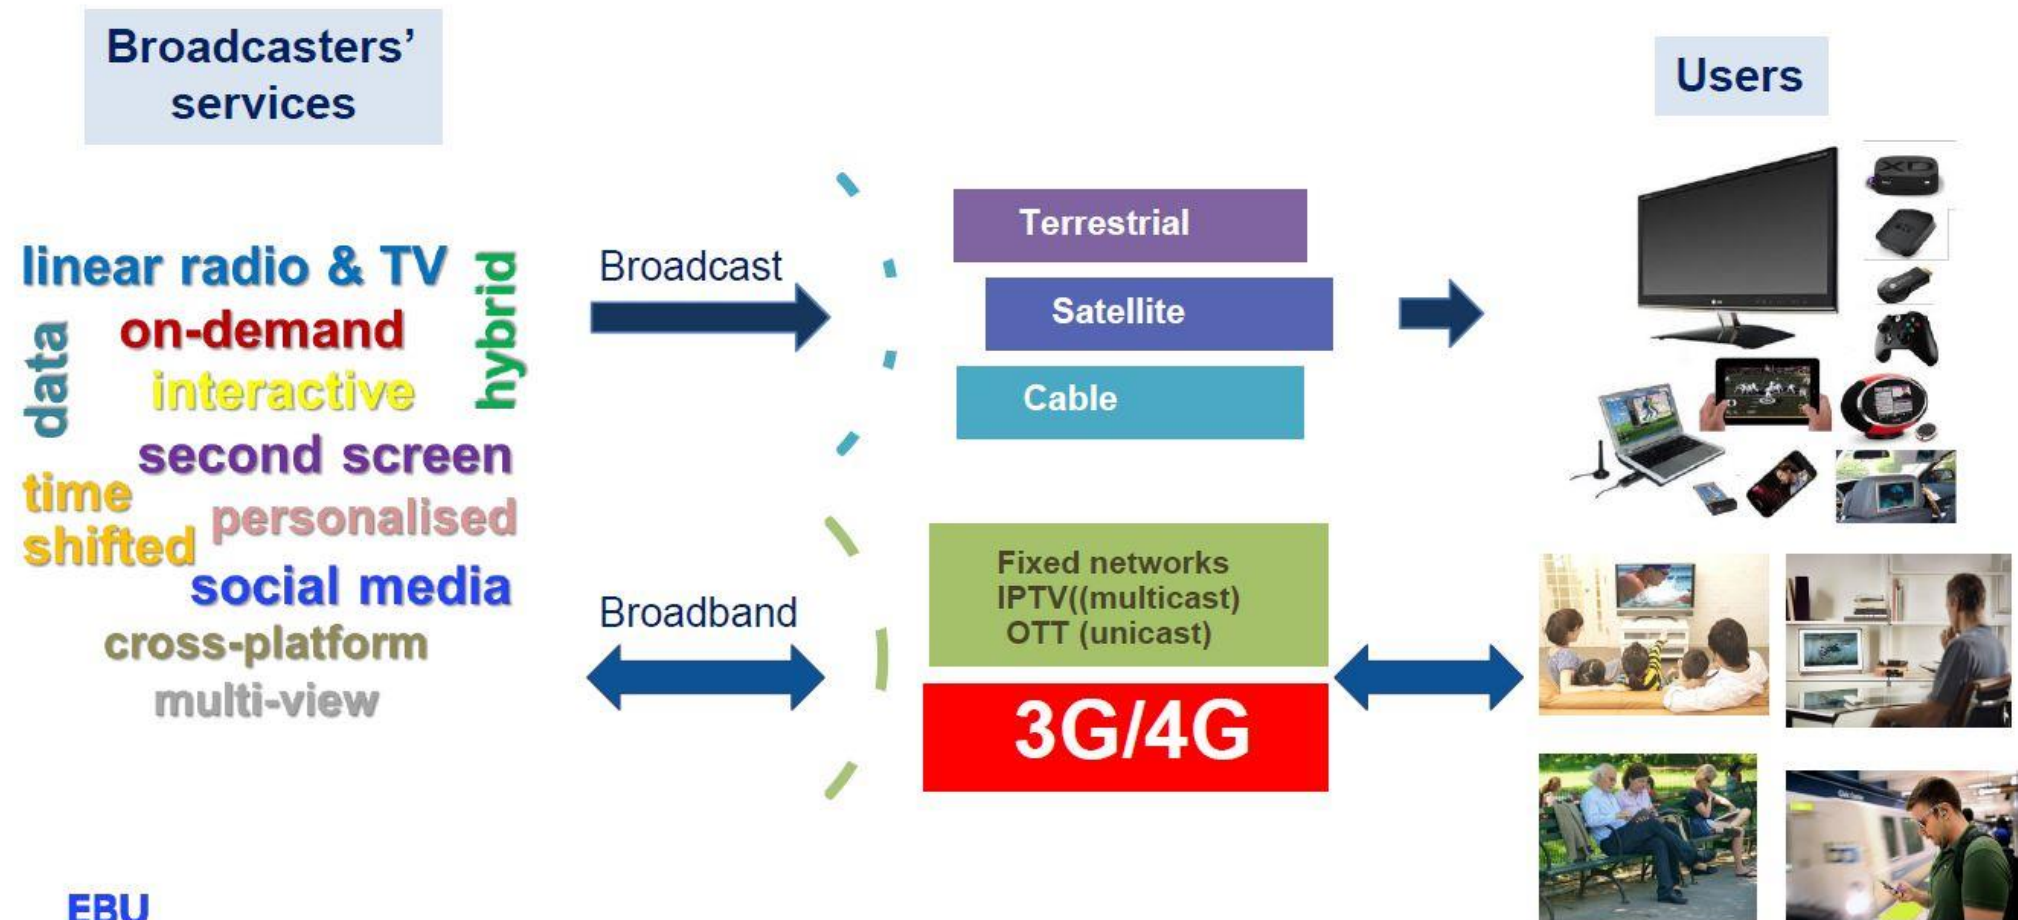 Broadcasters’
services
Users
linear radio & TV
hybrid
data
on-demand
interactive
second screen
time
shifted
personalised
social media
cross-platform
multi-view
Broadcast
Broadband
Terrestrial
Satellite
Cable
Fixed networks
IPTV((multicast)
OTT (unicast)
3G/4G
XD
EBU